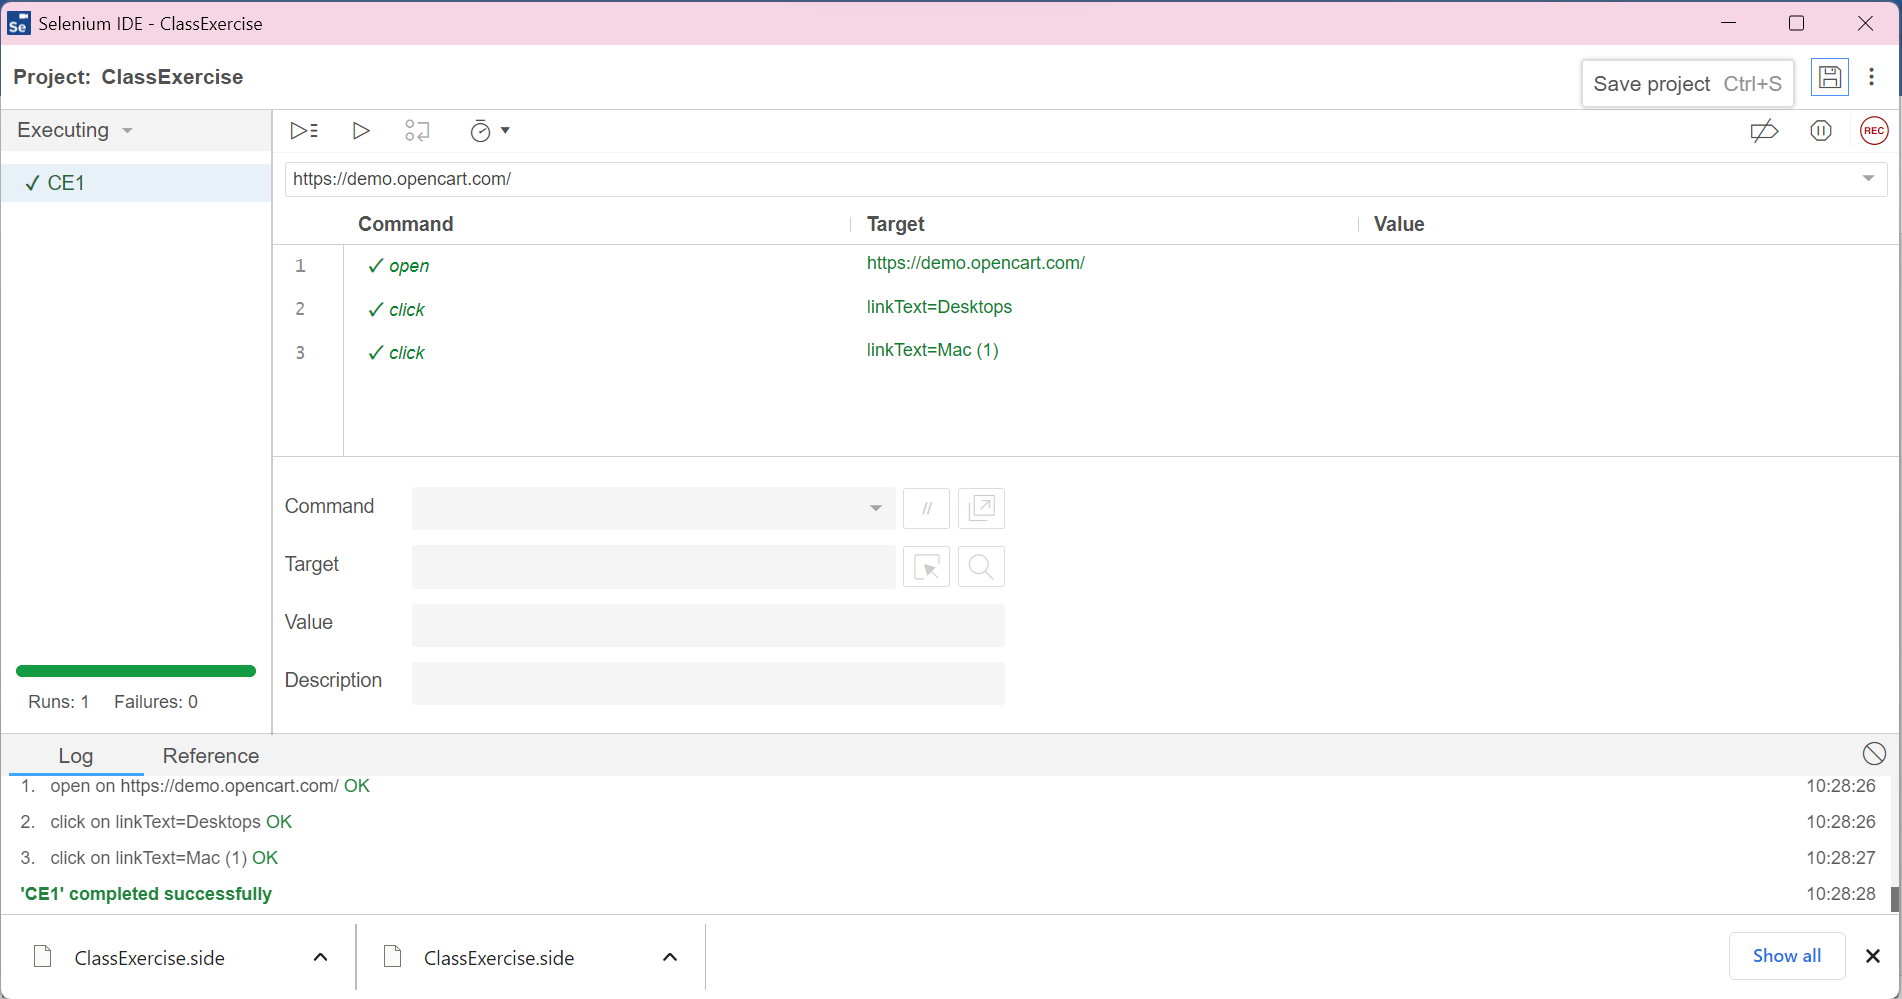 Se Selenium IDE - ClassExercise
Project: ClassExercise
Save project Ctrl+S
Executing
REC
✓ CE1
https://demo.opencart.com/
Command Target Value
1 ✓ open https://demo.opencart.com/
2 ✓ click linkText=Desktops
3 ✓ click linkText=Mac (1)
Command
//
Target
Value
Description
Runs: 1 Failures: 0
Log Reference
1. open on https://demo.opencart.com/ OK 10:28:26
2. click on linkText=Desktops OK 10:28:26
3. click on linkText=Mac (1) OK 10:28:27
'CE1' completed successfully 10:28:28
ClassExercise.side ClassExercise.side Show all